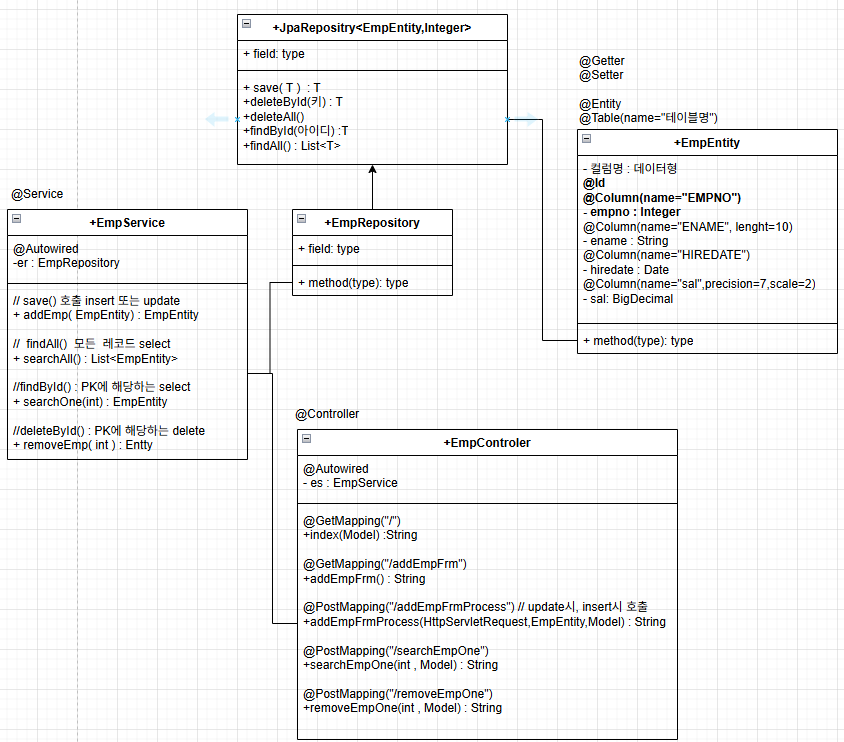 +JpaRepositry<EmpEntity,Integer>
+ field: type
+ save( T ) : T
+deleteById(키) : T
+deleteAll()
+findById(아이디) :T
+findAll() : List<T>
@Getter
@Setter
@Entity
@Table(name="테이블명")
+EmpEntity
- 컬럼명 : 데이터형
@Id
@Column(name="EMPNO")
- empno : Integer
@Column(name="ENAME", lenght=10)
- ename : String
@Column(name="HIREDATE")
- hiredate : Date
@Column(name="sal",precision=7,scale=2)
- sal: BigDecimal
+ method(type): type
@Service
+EmpService
@Autowired
-er : EmpRepository
// save() 호출 insert 또는 update
+ addEmp( EmpEntity) : EmpEntity
// findAll() 모든 레코드 select
+ searchAll() : List<EmpEntity>
//findById() : PK에 해당하는 select
+ searchOne(int) : EmpEntity
//deleteById() : PK에 해당하는 delete
+ removeEmp( int ) : Entty
+EmpRepository
+ field: type
+ method(type): type
@Controller
+EmpControler
@Autowired
- es : EmpService
@GetMapping("/")
+index(Model) :String
@GetMapping("/addEmpFrm")
+addEmpFrm() : String
@PostMapping("/addEmpFrmProcess") // update시, insert시 호출
+addEmpFrmProcess(HttpServletRequest,EmpEntity,Model) : String
@PostMapping("/searchEmpOne")
+searchEmpOne(int , Model) : String
@PostMapping("/removeEmpOne")
+removeEmpOne(int , Model) : String